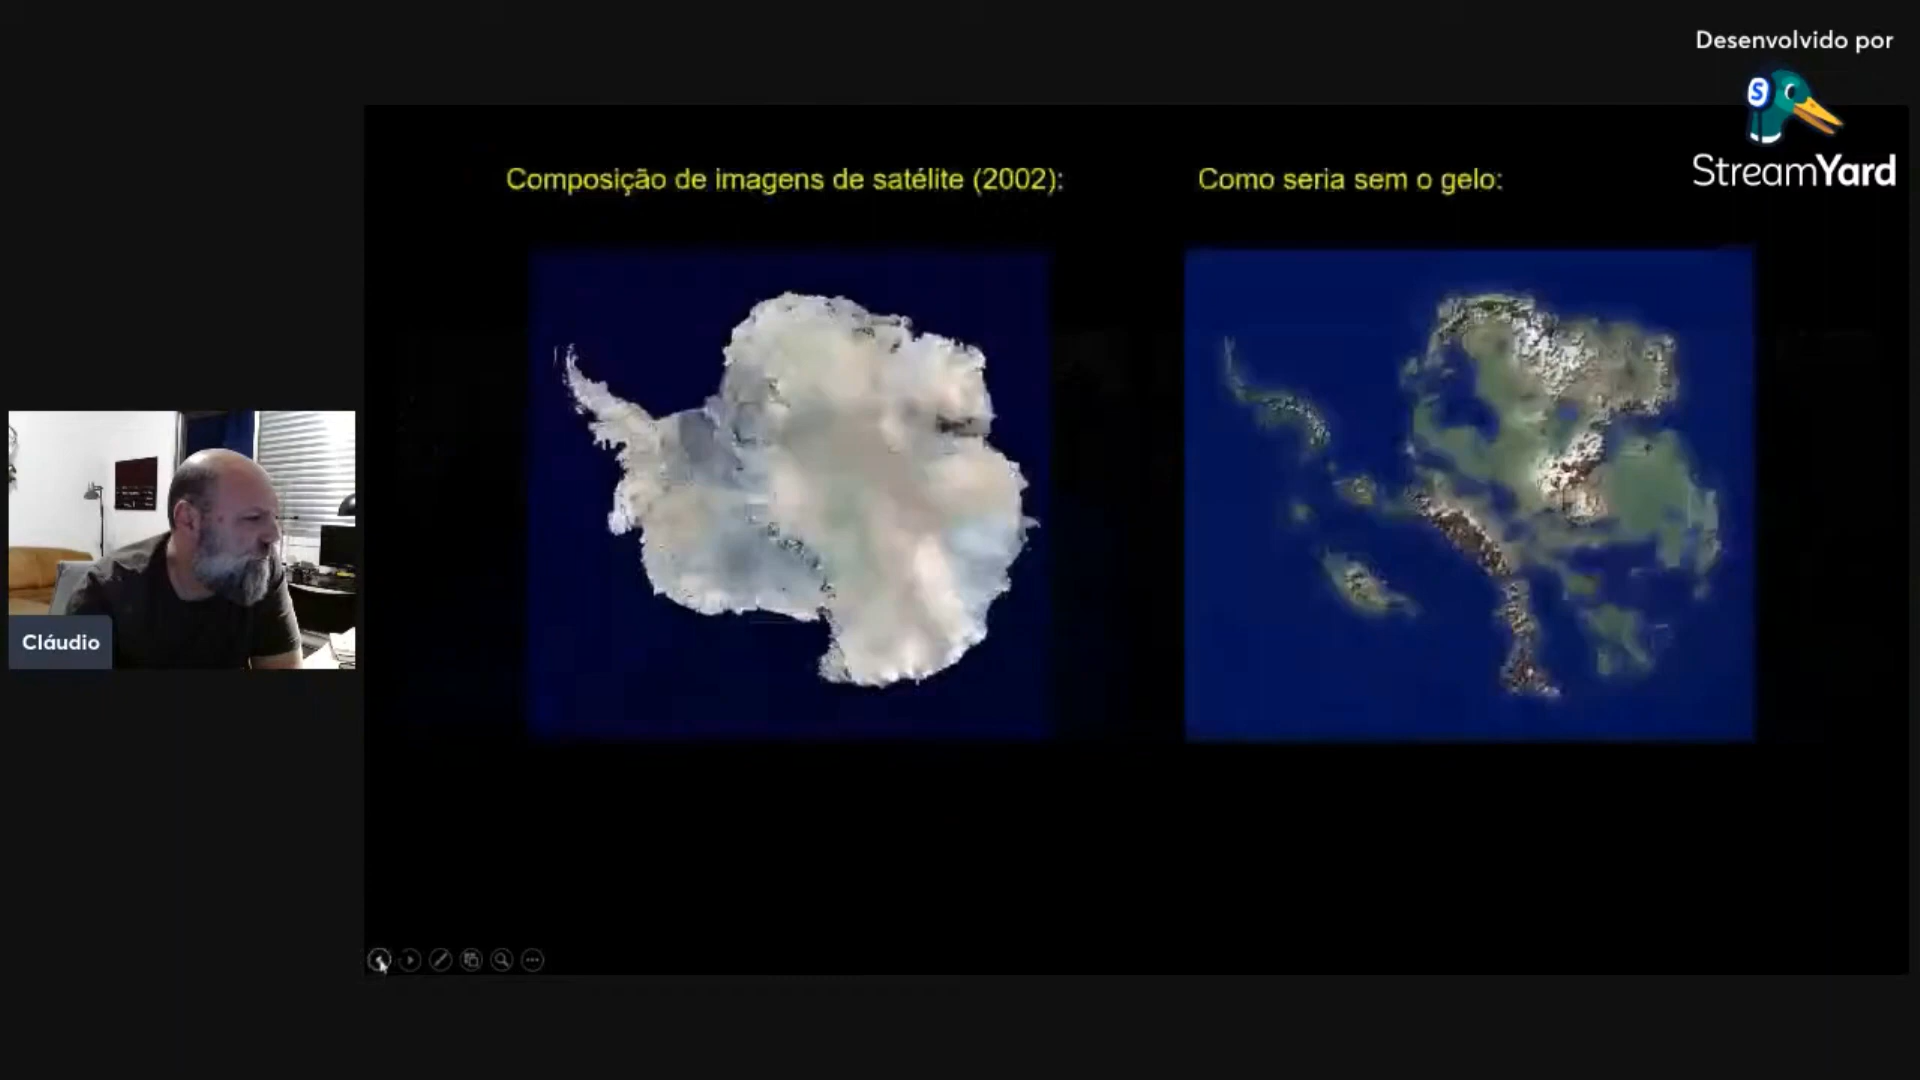 Desenvolvido por
StreamYard
Composição de imagens de satélite (2002):
Como seria sem o gelo:
Cláudio